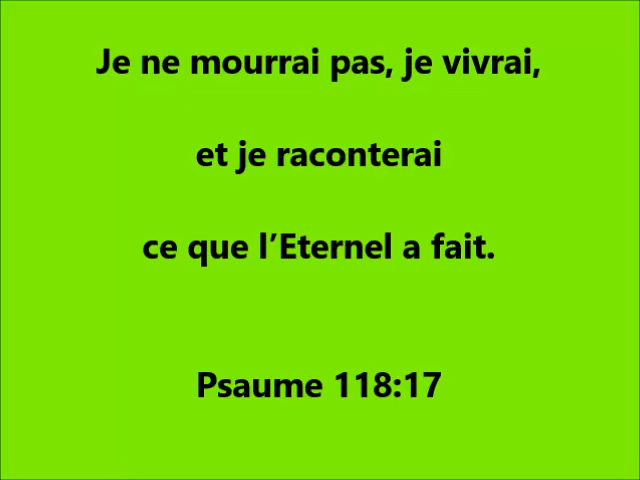 Je ne mourrai pas, je vivrai,
et je raconterai
ce que l’Eternel a fait.
Psaume 118:17